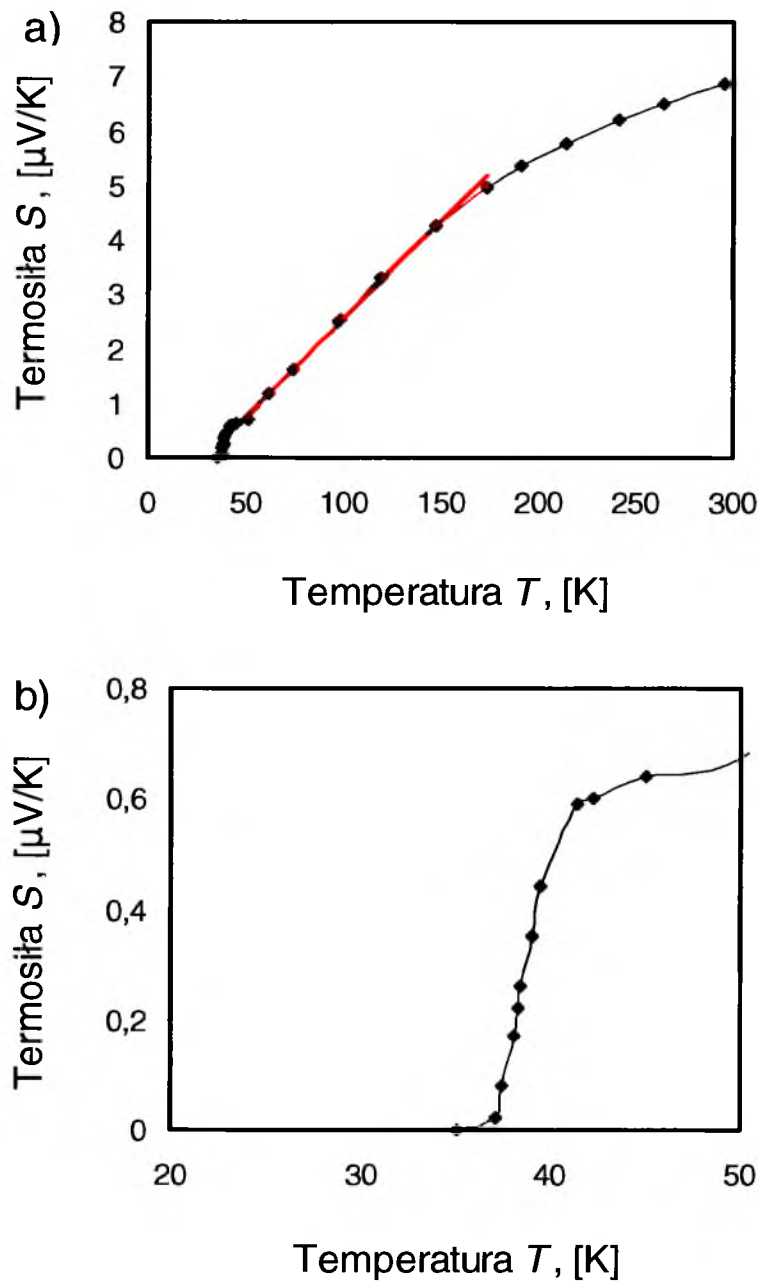 a)
8
7
6
5
4
3
2
1
0
Termosiła S, [µV/K]
0 50 100 150 200 250 300
Temperatura T, [K]
b)
0,8
0,6
0,4
0,2
0
Termosiła S, [µV/K]
20 30 40 50
Temperatura T, [K]